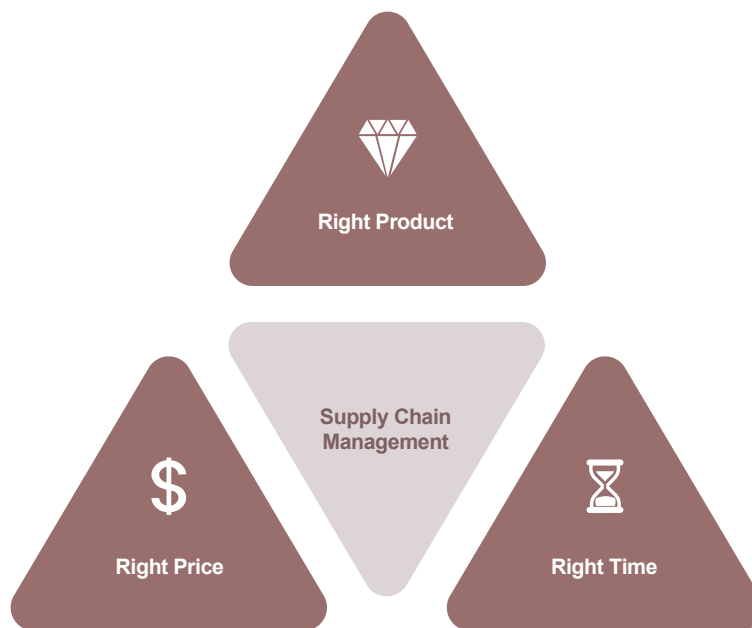 Right Product
Supply Chain
Management
$
Right Price
Right Time